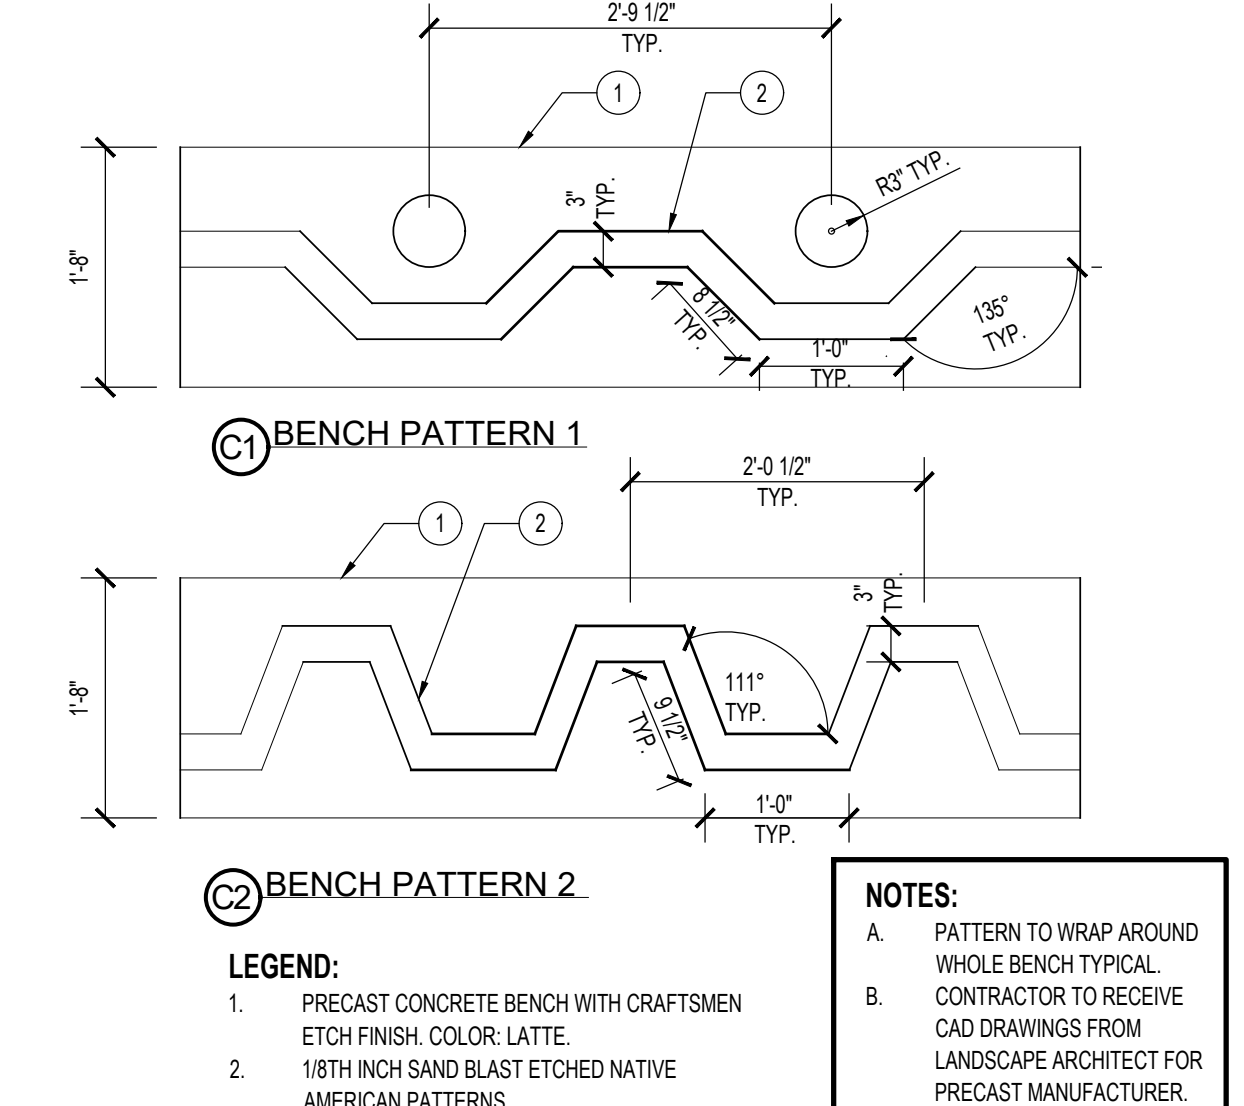 2'-9 1/2"
TYP.
1
2
R3" TYP.
3"
TYP.
1'-8"
8 1/2"
TYP.
1'-0"
TYP.
135°
TYP.
C1 BENCH PATTERN 1
2'-0 1/2"
TYP.
1
2
3"
TYP.
1'-8"
111°
TYP.
9 1/2"
TYP.
1'-0"
TYP.
C2 BENCH PATTERN 2
LEGEND:
1. PRECAST CONCRETE BENCH WITH CRAFTSMEN
ETCH FINISH. COLOR: LATTE.
2. 1/8TH INCH SAND BLAST ETCHED NATIVE
AMERICAN PATTERNS
NOTES:
A. PATTERN TO WRAP AROUND
WHOLE BENCH TYPICAL.
B. CONTRACTOR TO RECEIVE
CAD DRAWINGS FROM
LANDSCAPE ARCHITECT FOR
PRECAST MANUFACTURER.